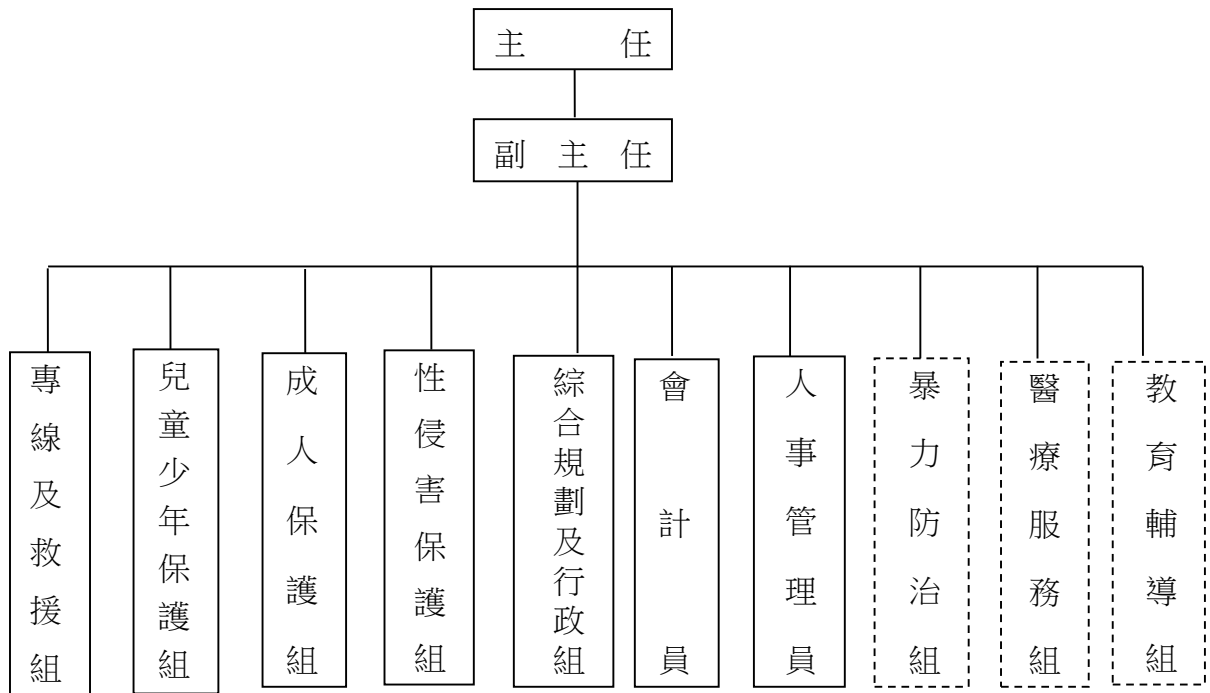 主任
副主任
專線及救援組
兒童少年保護組
成人保護組
性侵害保護組
綜合規劃及行政組
會計員
人事管理員
暴力防治組
醫療服務組
教育輔導組